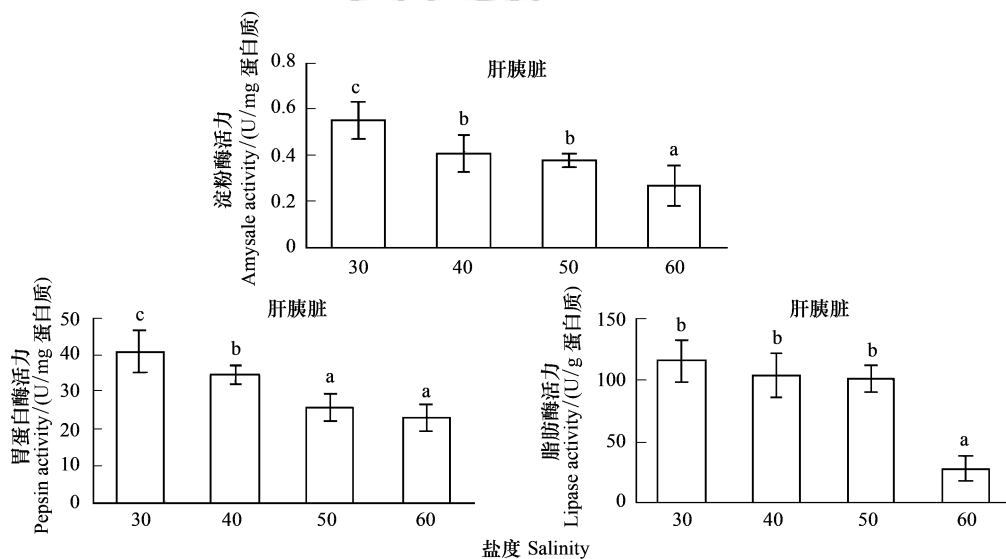 肝胰脏
淀粉酶活力
Amysale activity/(U/mg 蛋白质)
0.8
0.6
0.4
0.2
0
c
b
b
a
30 40 50 60
肝胰脏
胃蛋白酶活力
Pepsin activity/(U/mg 蛋白质)
50
40
30
20
10
0
c
b
a
a
30 40 50 60
肝胰脏
脂肪酶活力
Lipase activity/(U/g 蛋白质)
150
100
50
0
b
b
b
a
30 40 50 60
盐度 Salinity